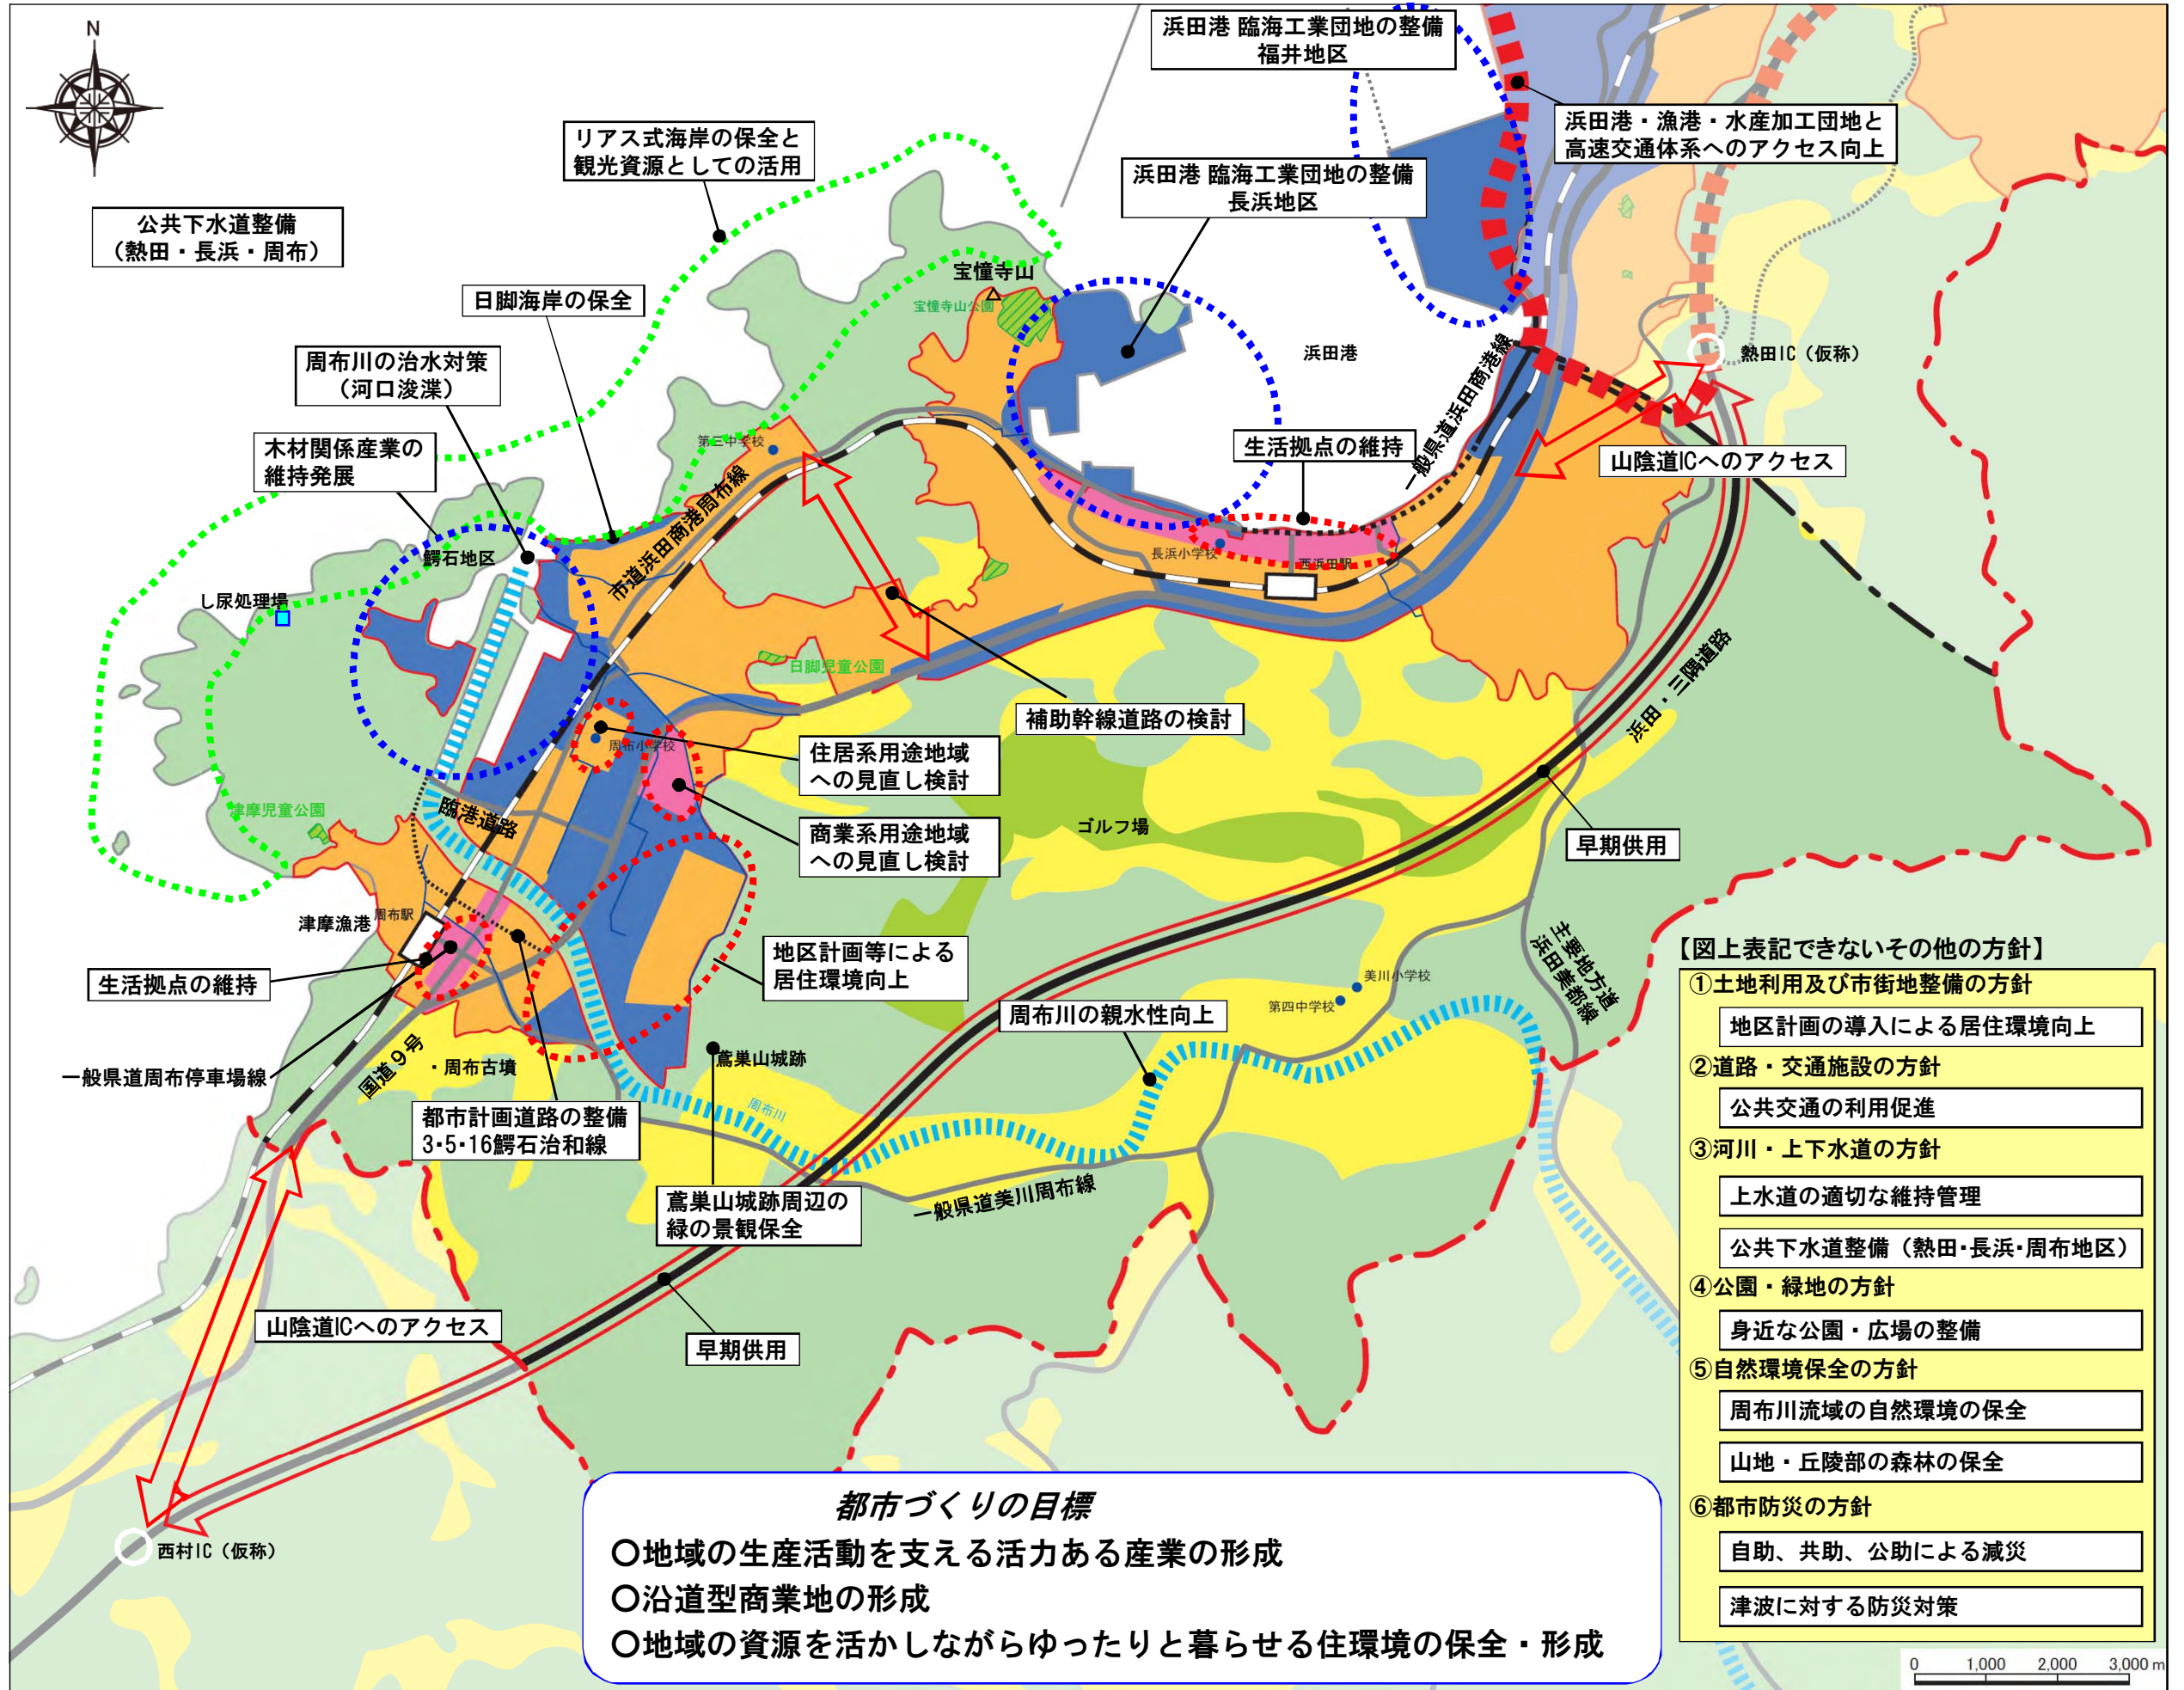 N
浜田港 臨海工業団地の整備
福井地区
リアス式海岸の保全と
観光資源としての活用
浜田港・漁港・水産加工団地と
高速交通体系へのアクセス向上
浜田港 臨海工業団地の整備
長浜地区
公共下水道整備
（熱田・長浜・周布）
宝憧寺山
宝憧寺山公園
日脚海岸の保全
浜田港
一般県道浜田商港線
熱田IC（仮称）
周布川の治水対策
（河口浚渫）
木材関係産業の
維持発展
第三中学校
市道浜田商港周布線
生活拠点の維持
山陰道ICへのアクセス
鰐石地区
長浜小学校
西浜田駅
し尿処理場
日脚児童公園
浜田・三隅道路
補助幹線道路の検討
周布小学校
住居系用途地域
への見直し検討
津摩児童公園
臨港道路
商業系用途地域
への見直し検討
ゴルフ場
早期供用
津摩漁港
周布駅
主要地方道
浜田美都線
地区計画等による
居住環境向上
生活拠点の維持
美川小学校
第四中学校
周布川の親水性向上
一般県道周布停車場線
国道９号
・周布古墳
鳶巣山城跡
周布川
都市計画道路の整備
3・5・16鰐石治和線
鳶巣山城跡周辺の
緑の景観保全
一般県道美川周布線
山陰道ICへのアクセス
早期供用
西村IC（仮称）
【図上表記できないその他の方針】
①土地利用及び市街地整備の方針
地区計画の導入による居住環境向上
②道路・交通施設の方針
公共交通の利用促進
③河川・上下水道の方針
上水道の適切な維持管理
公共下水道整備（熱田・長浜・周布地区）
④公園・緑地の方針
身近な公園・広場の整備
⑤自然環境保全の方針
周布川流域の自然環境の保全
山地・丘陵部の森林の保全
⑥都市防災の方針
自助、共助、公助による減災
津波に対する防災対策
都市づくりの目標
〇地域の生産活動を支える活力ある産業の形成
〇沿道型商業地の形成
〇地域の資源を活かしながらゆったりと暮らせる住環境の保全・形成
0 1,000 2,000 3,000 m